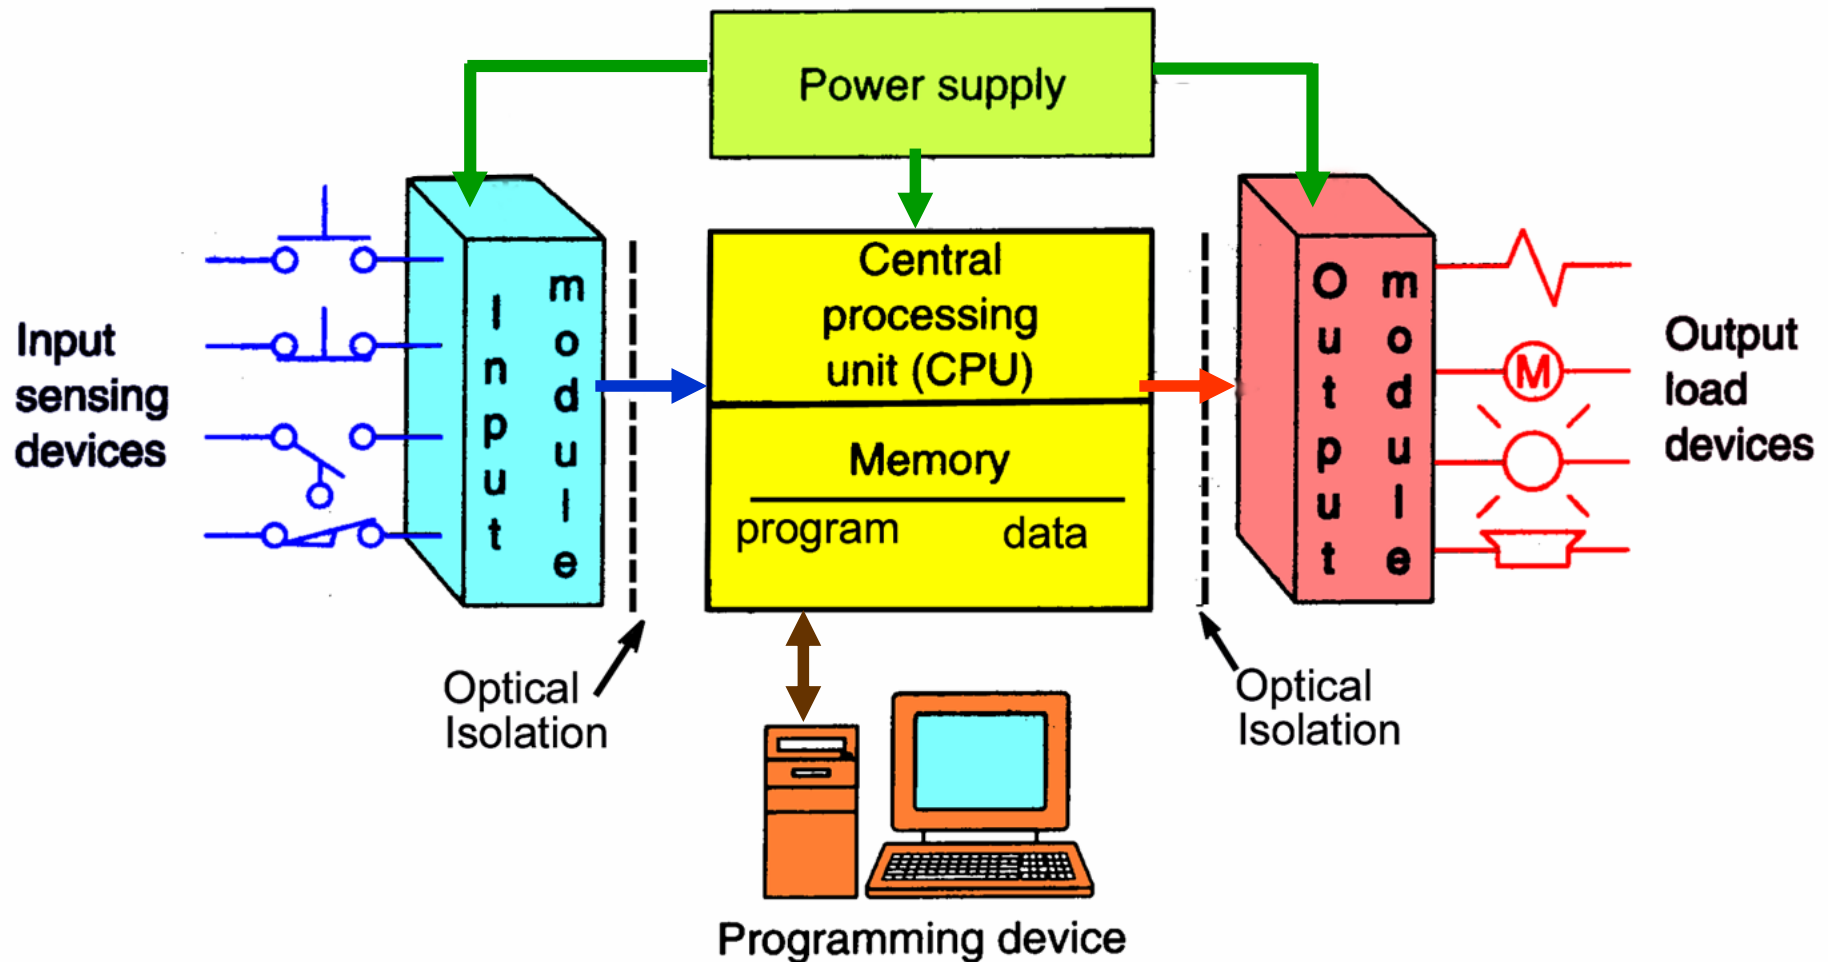 Power supply
Input
sensing
devices
Input
module
Central
processing
unit (CPU)
Memory
program data
Output
module
M
Output
load
devices
Optical
Isolation
Optical
Isolation
Programming device